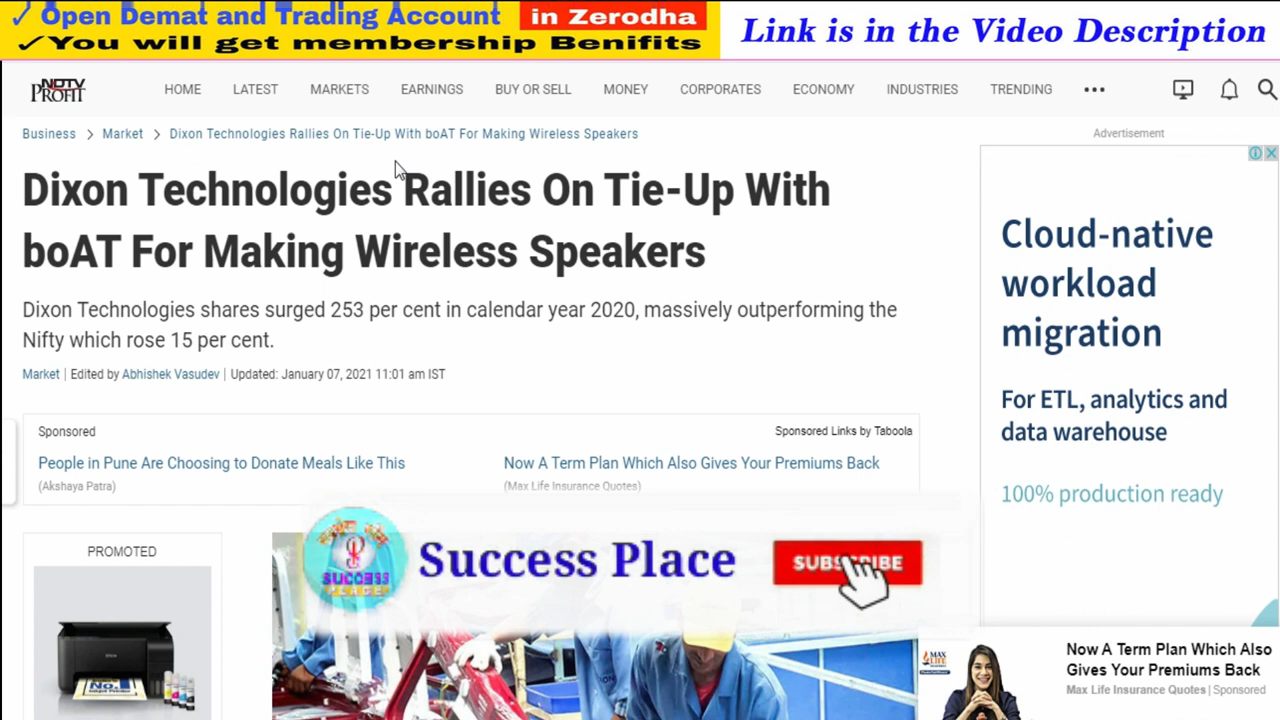 ✓ Open Demat and Trading Account in Zerodha
✓You will get membership Benifits
Link is in the Video Description
NDTV
PROFIT
HOME LATEST MARKETS EARNINGS BUY OR SELL MONEY CORPORATES ECONOMY INDUSTRIES TRENDING •••
Business > Market > Dixon Technologies Rallies On Tie-Up With boAT For Making Wireless Speakers
Advertisement
Dixon Technologies Rallies On Tie-Up With
boAT For Making Wireless Speakers
Dixon Technologies shares surged 253 per cent in calendar year 2020, massively outperforming the
Nifty which rose 15 per cent.
Market | Edited by Abhishek Vasudev | Updated: January 07, 2021 11:01 am IST
Sponsored
Sponsored Links by Taboola
People in Pune Are Choosing to Donate Meals Like This
(Akshaya Patra)
Now A Term Plan Which Also Gives Your Premiums Back
(Max Life Insurance Quotes)
Cloud-native
workload
migration
For ETL, analytics and
data warehouse
100% production ready
PROMOTED
EPSON
No.1
SUCCESS
PLACE
Success Place
SUBSCRIBE
MAX
LIFE
Now A Term Plan Which Also
Gives Your Premiums Back
Max Life Insurance Quotes | Sponsored